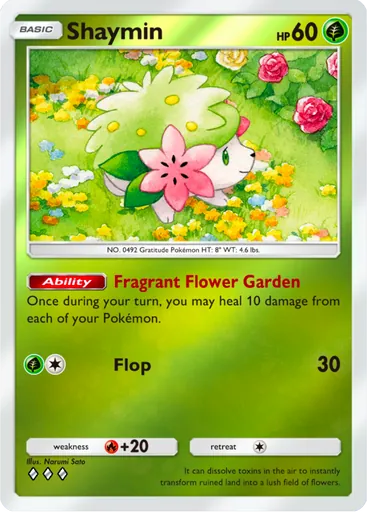 BASIC Shaymin HP 60
NO. 0492 Gratitude Pokémon HT: 8" WT: 4.6 lbs.
Ability Fragrant Flower Garden
Once during your turn, you may heal 10 damage from
each of your Pokémon.
Flop 30
weakness +20 retreat
Illus. Narumi Sato
It can dissolve toxins in the air to instantly
transform ruined land into a lush field of flowers.